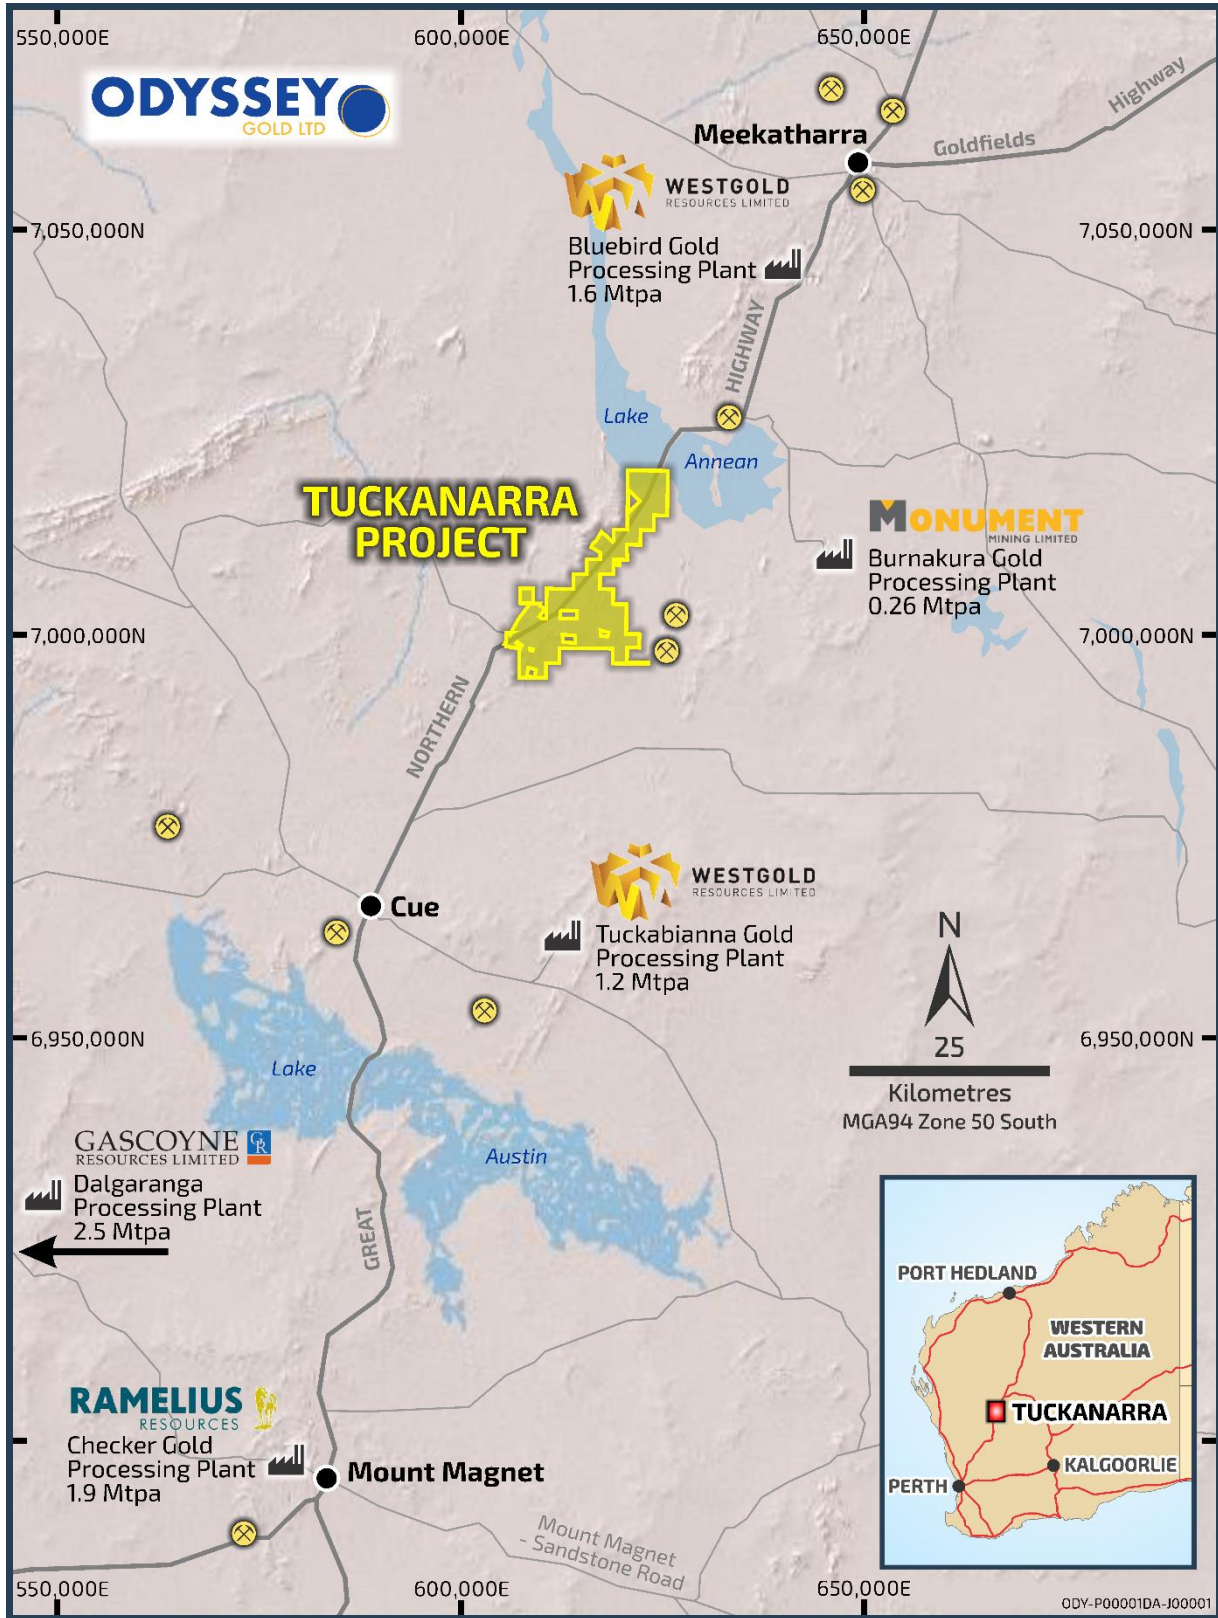 550,000E
600,000E
650,000E
ODYSSEY
GOLD LTD
Meekatharra
Goldfields
Highway
WESTGOLD
RESOURCES LIMITED
7,050,000N
7,050,000N
Bluebird Gold
Processing Plant
1.6 Mtpa
HIGHWAY
Lake
Annean
TUCKANARRA
PROJECT
MONUMENT
MINING LIMITED
Burnakura Gold
Processing Plant
0.26 Mtpa
7,000,000N
7,000,000N
NORTHERN
WESTGOLD
RESOURCES LIMITED
Cue
Tuckabianna Gold
Processing Plant
1.2 Mtpa
N
6,950,000N
6,950,000N
25
Kilometres
MGA94 Zone 50 South
Lake
Austin
GASCOYNE GR
RESOURCES LIMITED
Dalgaranga
Processing Plant
2.5 Mtpa
GREAT
PORT HEDLAND
WESTERN
AUSTRALIA
TUCKANARRA
KALGOORLIE
PERTH
RAMELIUS
RESOURCES
Checker Gold
Processing Plant
1.9 Mtpa
Mount Magnet
Mount Magnet
- Sandstone Road
550,000E
600,000E
650,000E
ODY-P00001DA-J00001